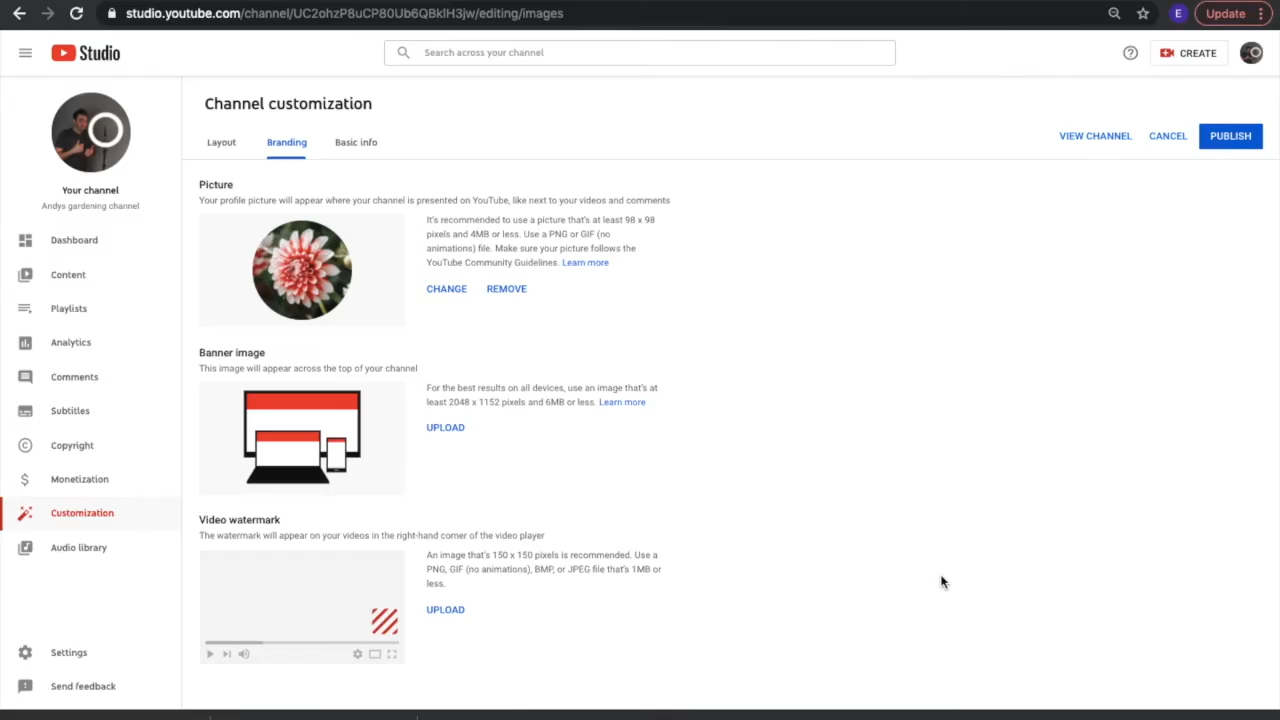 studio.youtube.com/channel/UC2ohzP8uCP80Ub6QBklH3jw/editing/images
E
Update
Studio
Search across your channel
CREATE
Your channel
Andys gardening channel
Dashboard
Content
Playlists
Analytics
Comments
Subtitles
Copyright
Monetization
Customization
Audio library
Settings
Send feedback
Channel customization
Layout
Branding
Basic info
VIEW CHANNEL
CANCEL
PUBLISH
Picture
Your profile picture will appear where your channel is presented on YouTube, like next to your videos and comments
It's recommended to use a picture that's at least 98 x 98
pixels and 4MB or less. Use a PNG or GIF (no
animations) file. Make sure your picture follows the
YouTube Community Guidelines. Learn more
CHANGE
REMOVE
Banner image
This image will appear across the top of your channel
For the best results on all devices, use an image that's at
least 2048 x 1152 pixels and 6MB or less. Learn more
UPLOAD
Video watermark
The watermark will appear on your videos in the right-hand corner of the video player
An image that's 150 x 150 pixels is recommended. Use a
PNG, GIF (no animations), BMP, or JPEG file that's 1MB or
less.
UPLOAD